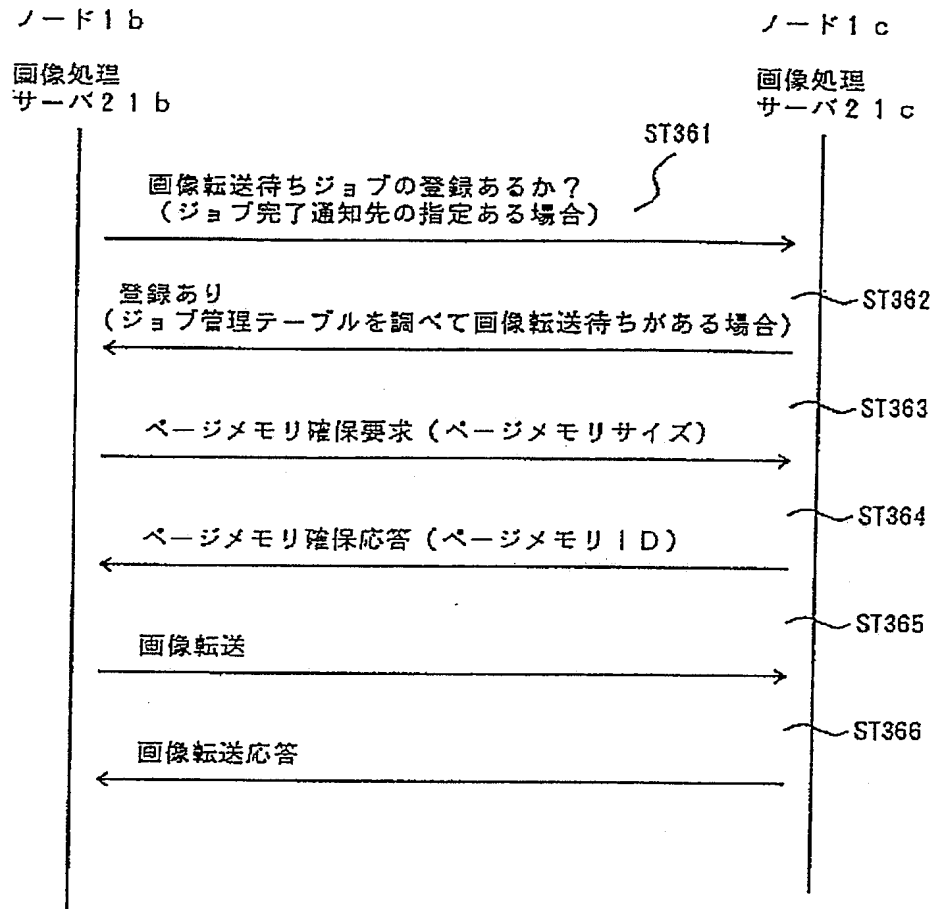 ノード1b
ノード1c
画像処理
サーバ21b
画像処理
サーバ21c
ST361
画像転送待ちジョブの登録あるか?
(ジョブ完了通知先の指定ある場合)
ST362
登録あり
(ジョブ管理テーブルを調べて画像転送待ちがある場合)
ST363
ページメモリ確保要求(ページメモリサイズ)
ST364
ページメモリ確保応答(ページメモリID)
ST365
画像転送
ST366
画像転送応答